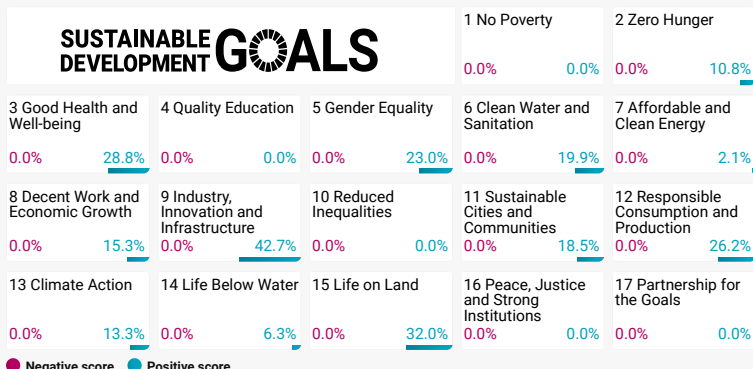 SUSTAINABLE
DEVELOPMENT
GOALS
1 No Poverty
0.0% 0.0%
2 Zero Hunger
0.0% 10.8%
3 Good Health and
Well-being
0.0% 28.8%
4 Quality Education
0.0% 0.0%
5 Gender Equality
0.0% 23.0%
6 Clean Water and
Sanitation
0.0% 19.9%
7 Affordable and
Clean Energy
0.0% 2.1%
8 Decent Work and
Economic Growth
0.0% 15.3%
9 Industry,
Innovation and
Infrastructure
0.0% 42.7%
10 Reduced
Inequalities
0.0% 0.0%
11 Sustainable
Cities and
Communities
0.0% 18.5%
12 Responsible
Consumption and
Production
0.0% 26.2%
13 Climate Action
0.0% 13.3%
14 Life Below Water
0.0% 6.3%
15 Life on Land
0.0% 32.0%
16 Peace, Justice
and Strong
Institutions
0.0% 0.0%
17 Partnership for
the Goals
0.0% 0.0%
Negative score Positive score